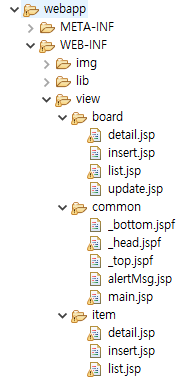 webapp
META-INF
WEB-INF
img
lib
view
board
detail.jsp
insert.jsp
list.jsp
update.jsp
common
_bottom.jspf
_head.jspf
_top.jspf
alertMsg.jsp
main.jsp
item
detail.jsp
insert.jsp
list.jsp